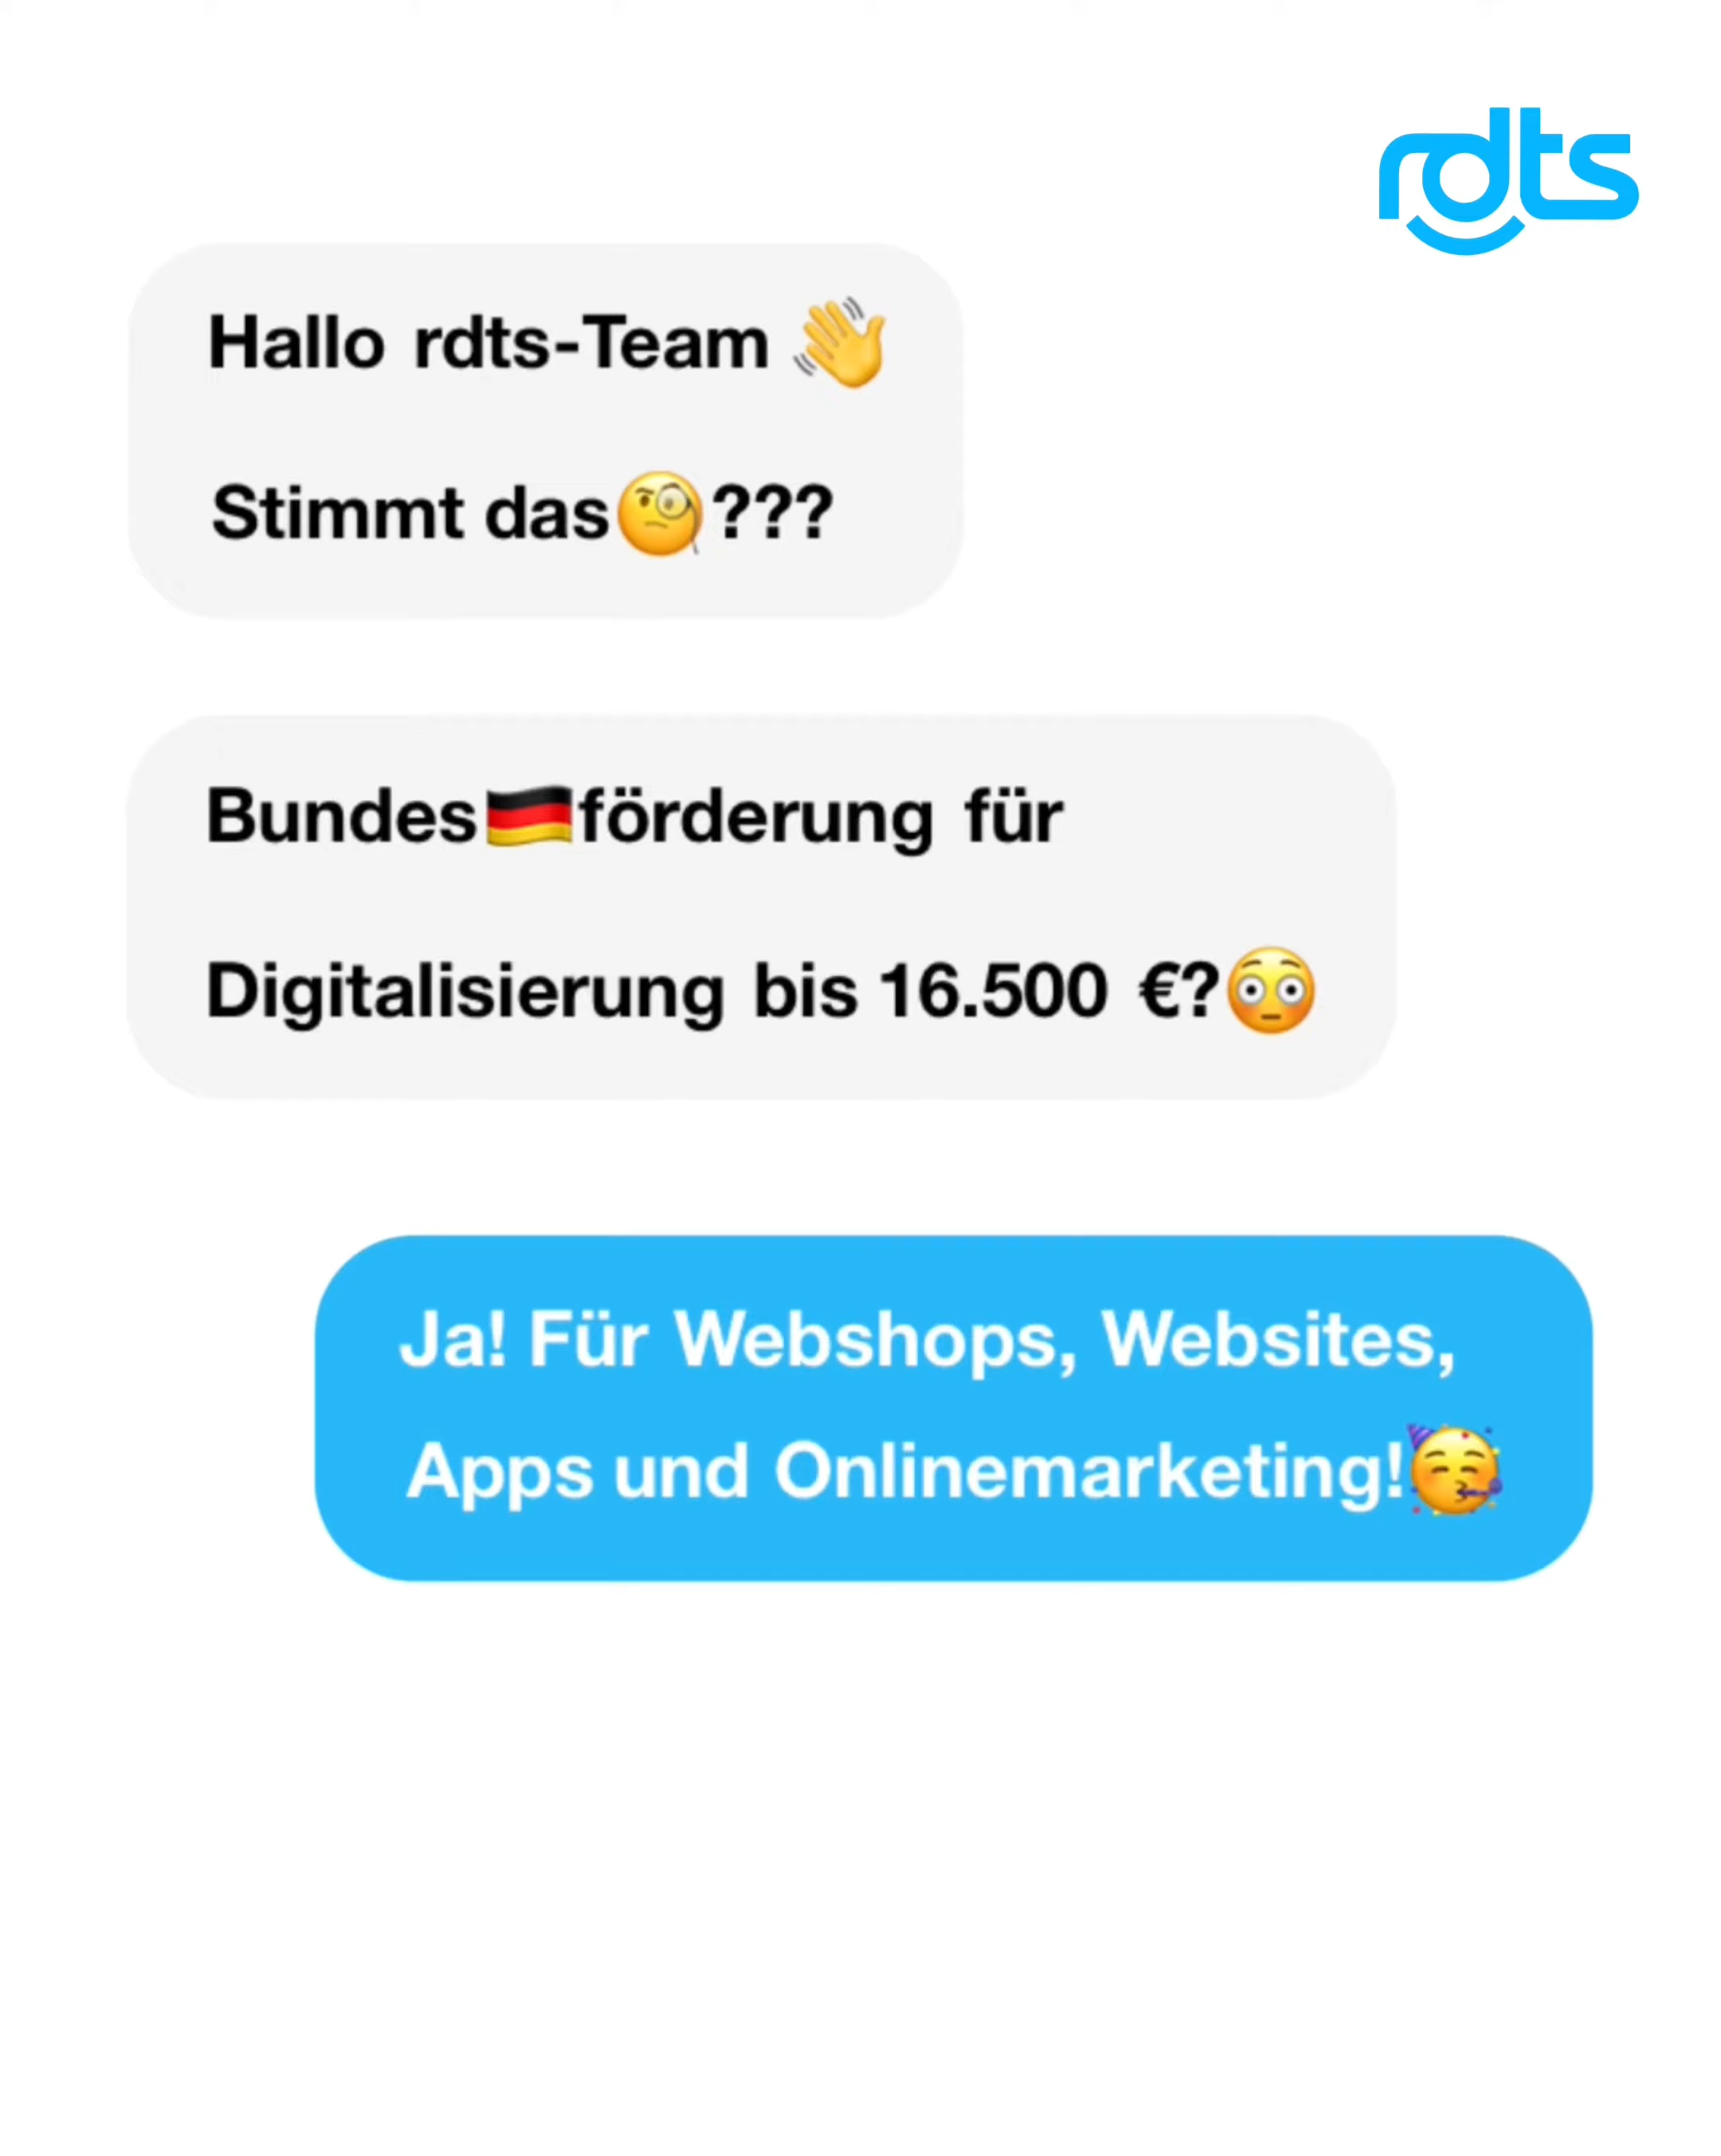 rdts
Hallo rdts-Team 👋
Stimmt das🧐???
Bundes🇩🇪förderung für
Digitalisierung bis 16.500 €?😳
Ja! Für Webshops, Websites,
Apps und Onlinemarketing!🥳